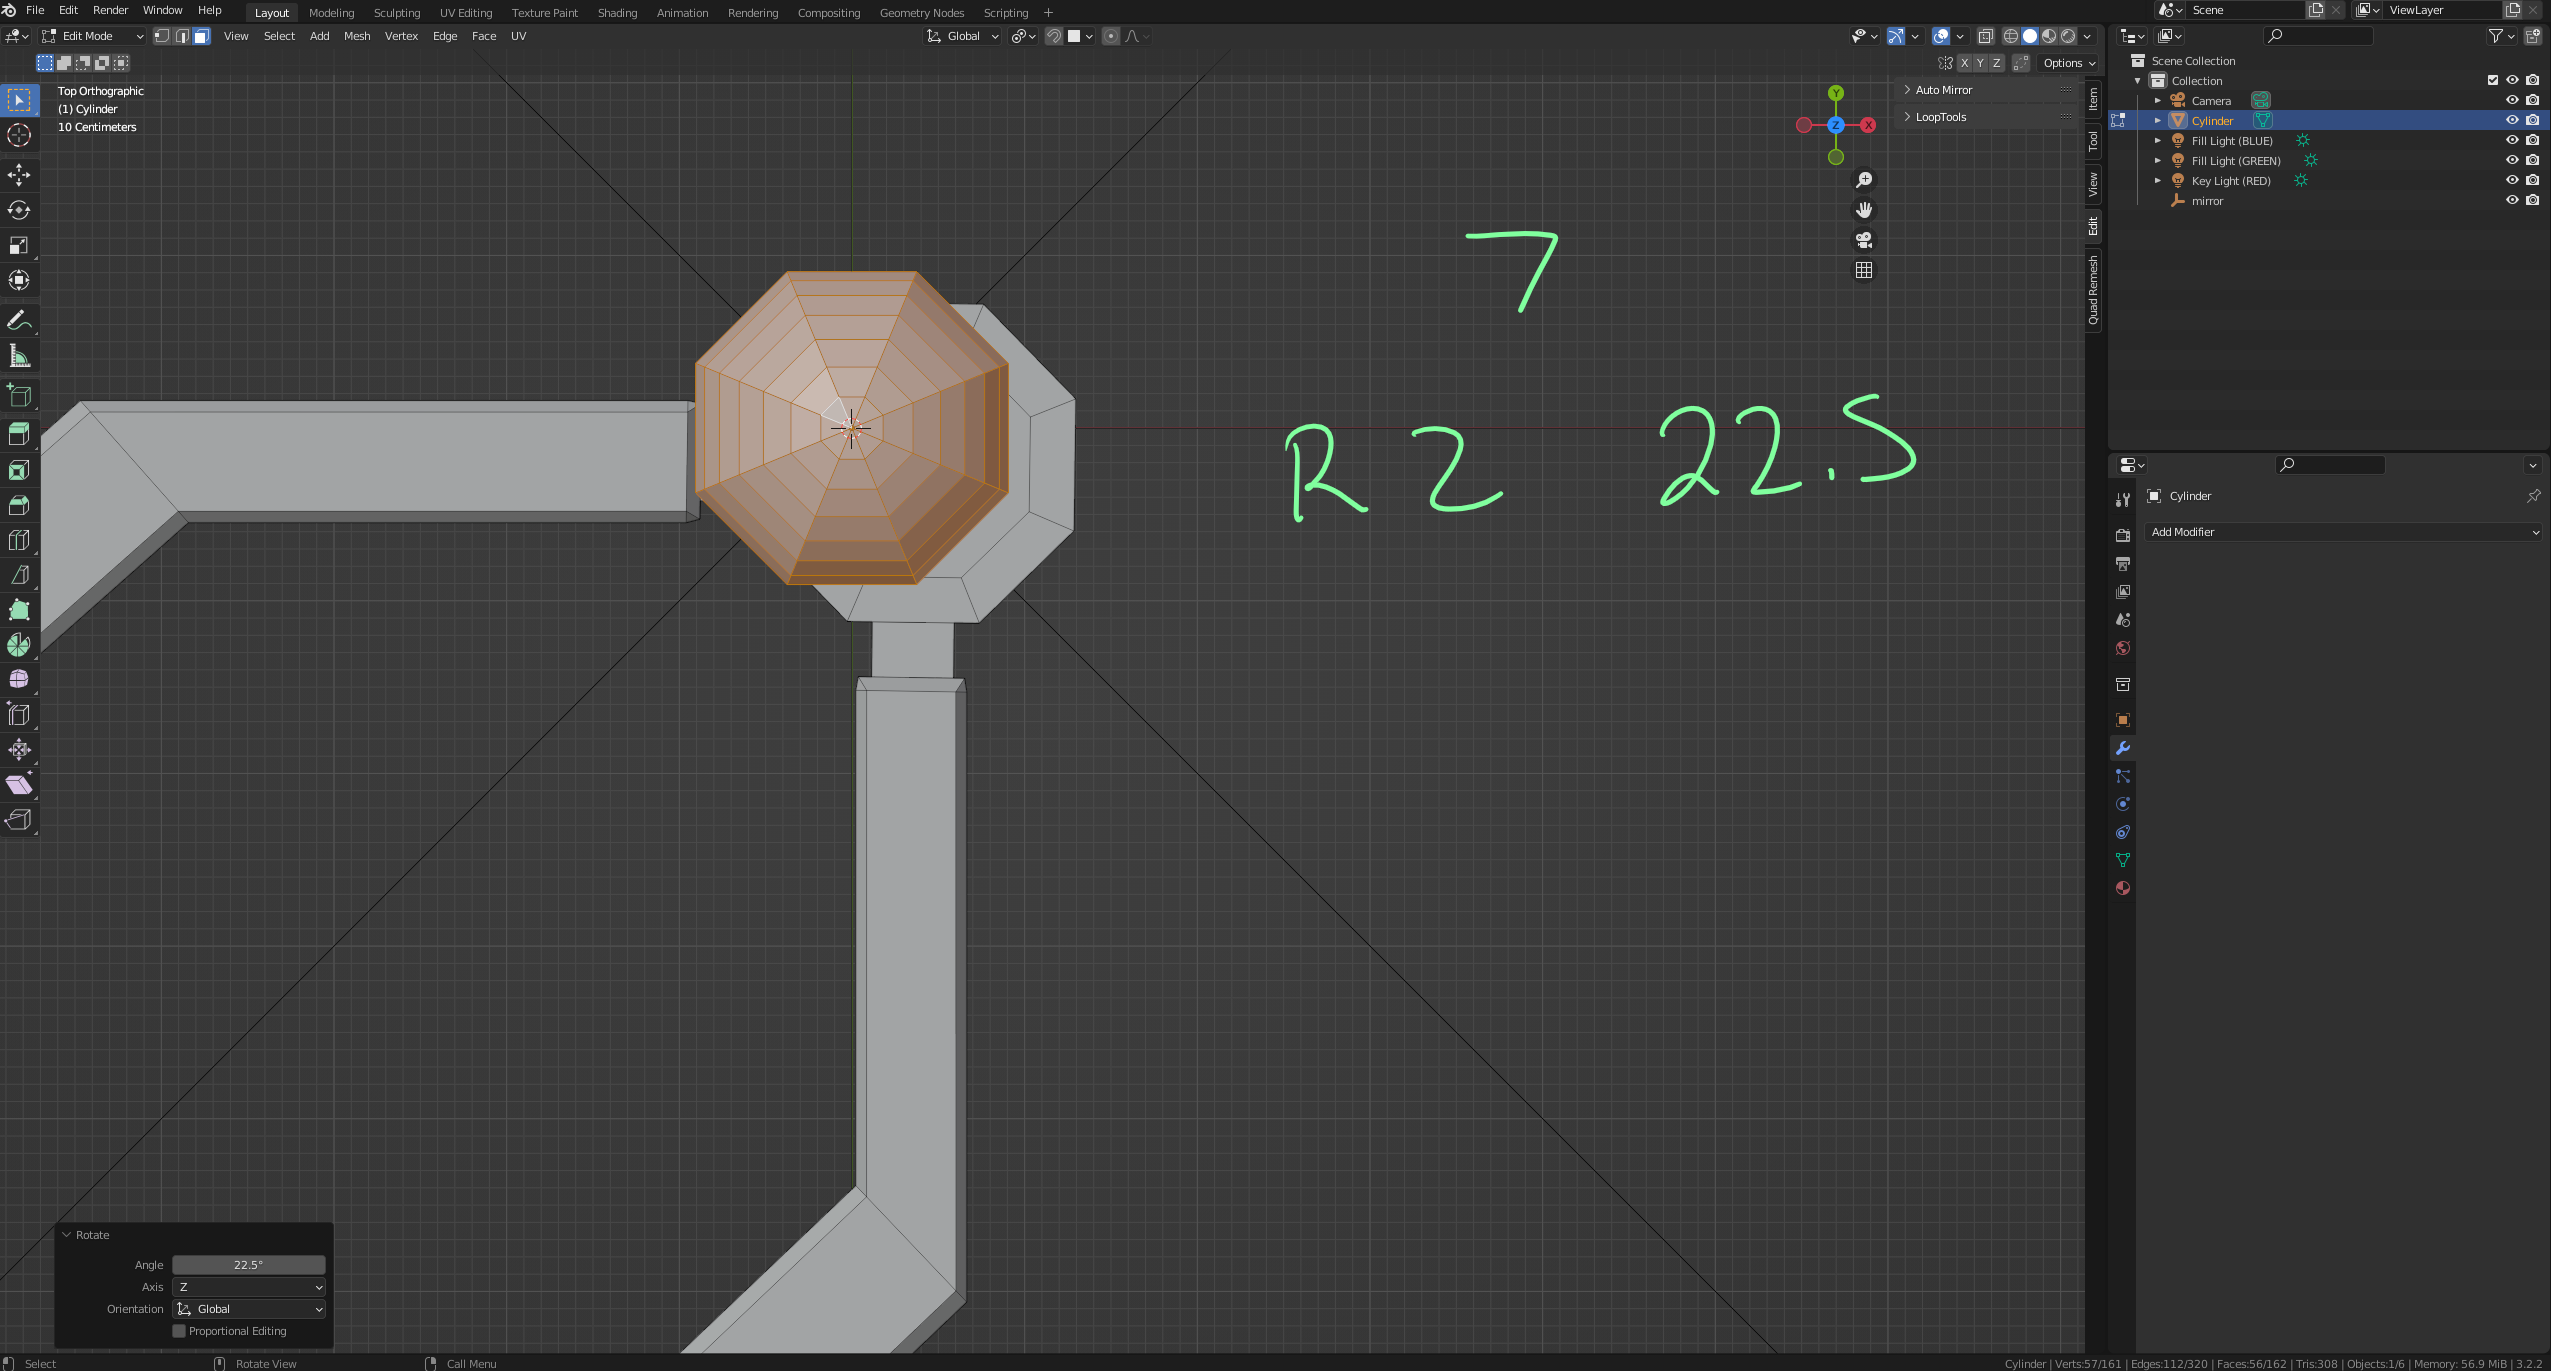 File Edit Render Window Help Layout Modeling Sculpting UV Editing Texture Paint Shading Animation Rendering Compositing Geometry Nodes Scripting + Scene ViewLayer
Edit Mode View Select Add Mesh Vertex Edge Face UV Global
X Y Z Options
Top Orthographic
(1) Cylinder
10 Centimeters
Y
Z X
Auto Mirror
LoopTools
Item
Tool
View
Edit
Quad Remesh
Scene Collection
Collection
Camera
Cylinder
Fill Light (BLUE)
Fill Light (GREEN)
Key Light (RED)
mirror
7
R Z 22.5
Cylinder
Add Modifier
Rotate
Angle 22.5°
Axis Z
Orientation Global
Proportional Editing
Select Rotate View Call Menu Cylinder | Verts:57/161 | Edges:112/320 | Faces:56/162 | Tris:308 | Objects:1/6 | Memory: 56.9 MiB | 3.2.2